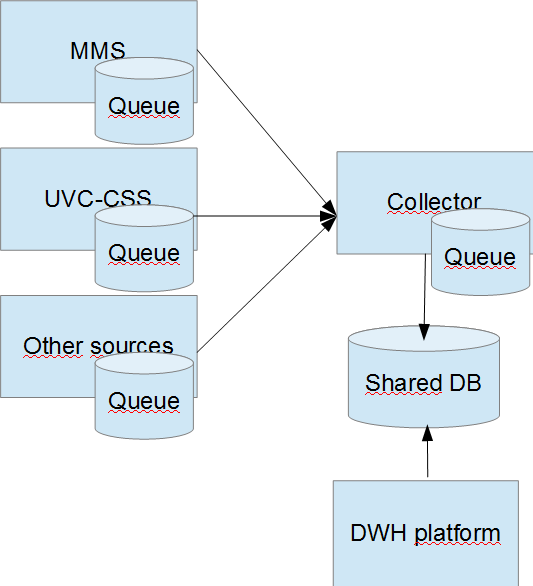 MMS
Queue
UVC-CSS
Queue
Other sources
Queue
Collector
Queue
Shared DB
DWH platform